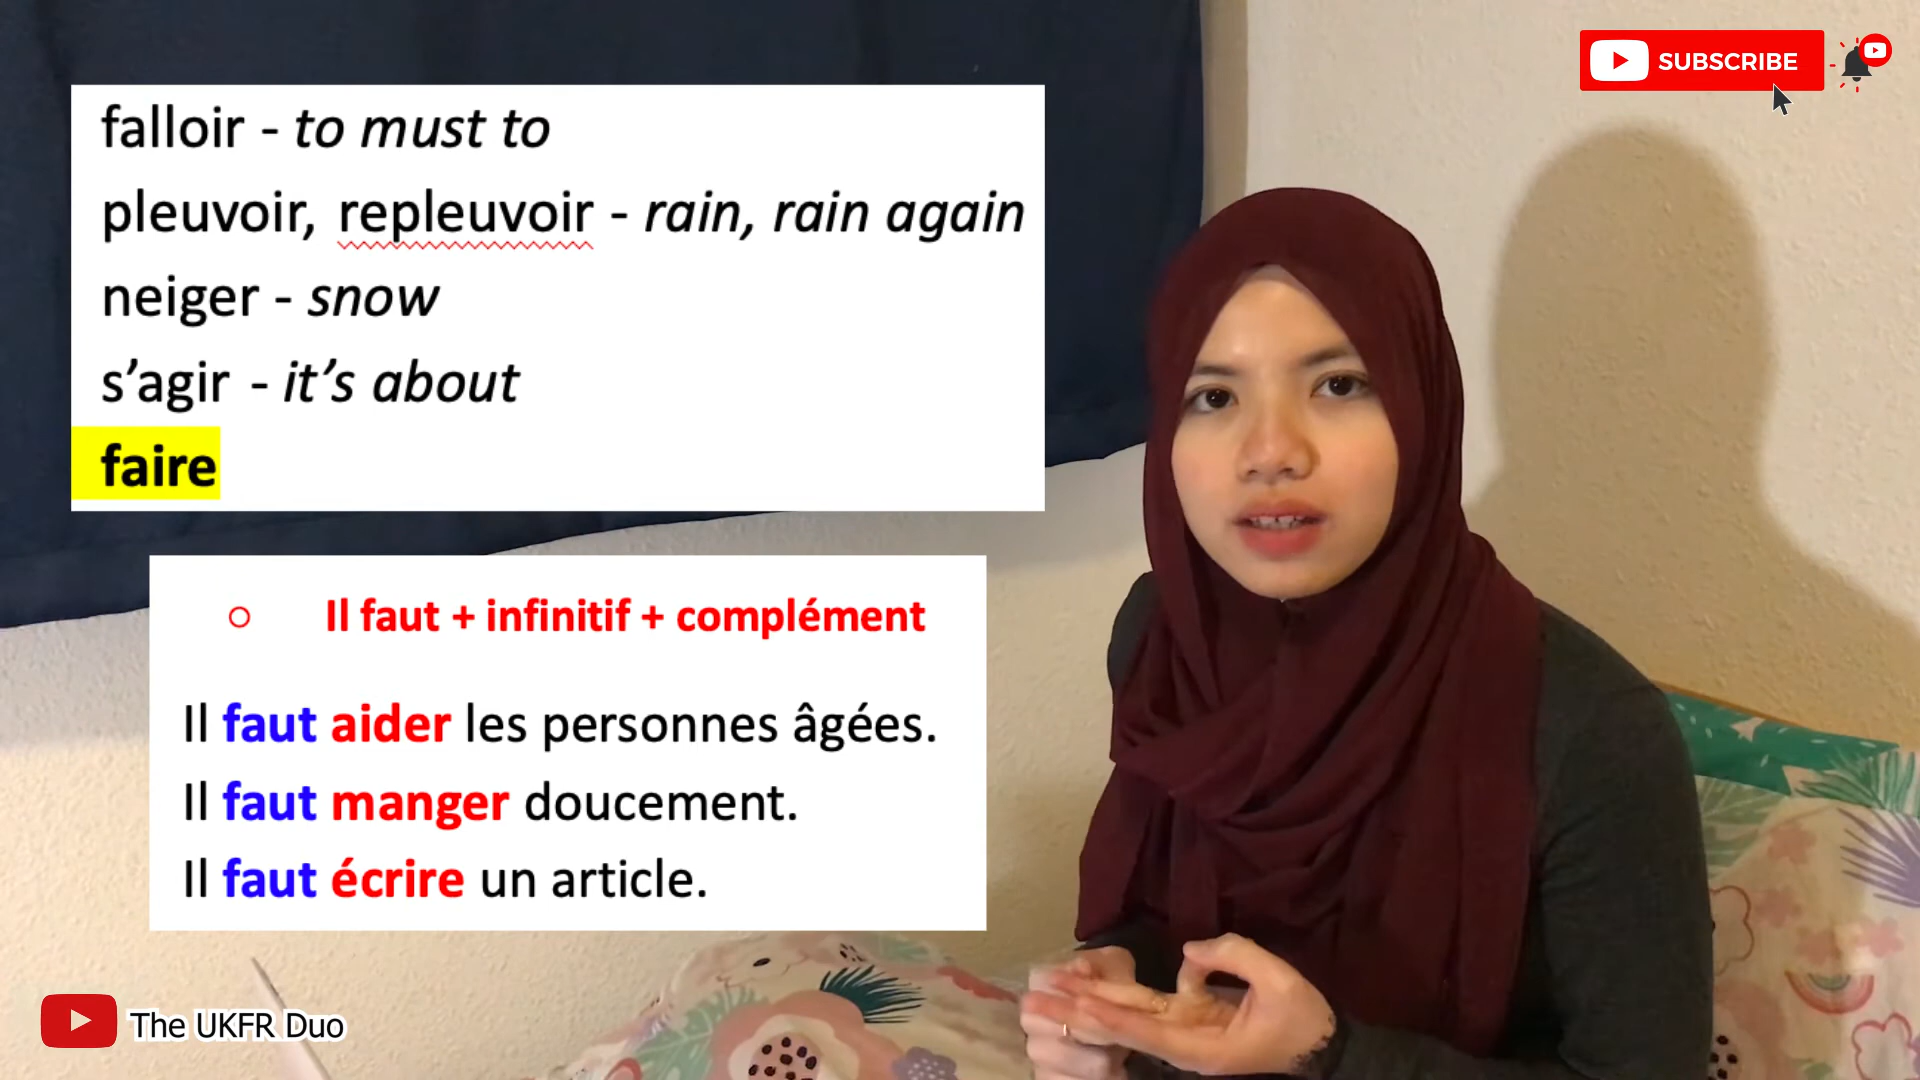 SUBSCRIBE
falloir - to must to
pleuvoir, repleuvoir - rain, rain again
neiger - snow
s’agir - it’s about
faire
○ Il faut + infinitif + complément
Il faut aider les personnes âgées.
Il faut manger doucement.
Il faut écrire un article.
The UKFR Duo